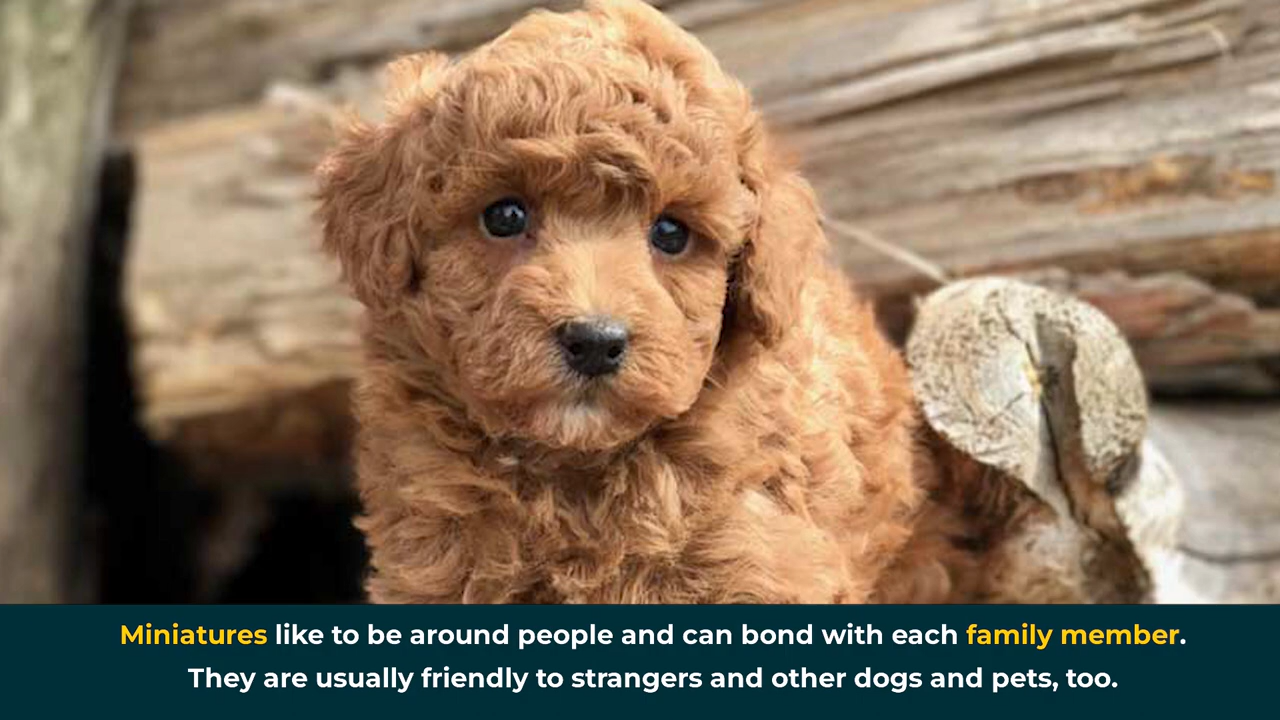 Miniatures like to be around people and can bond with each family member.
They are usually friendly to strangers and other dogs and pets, too.